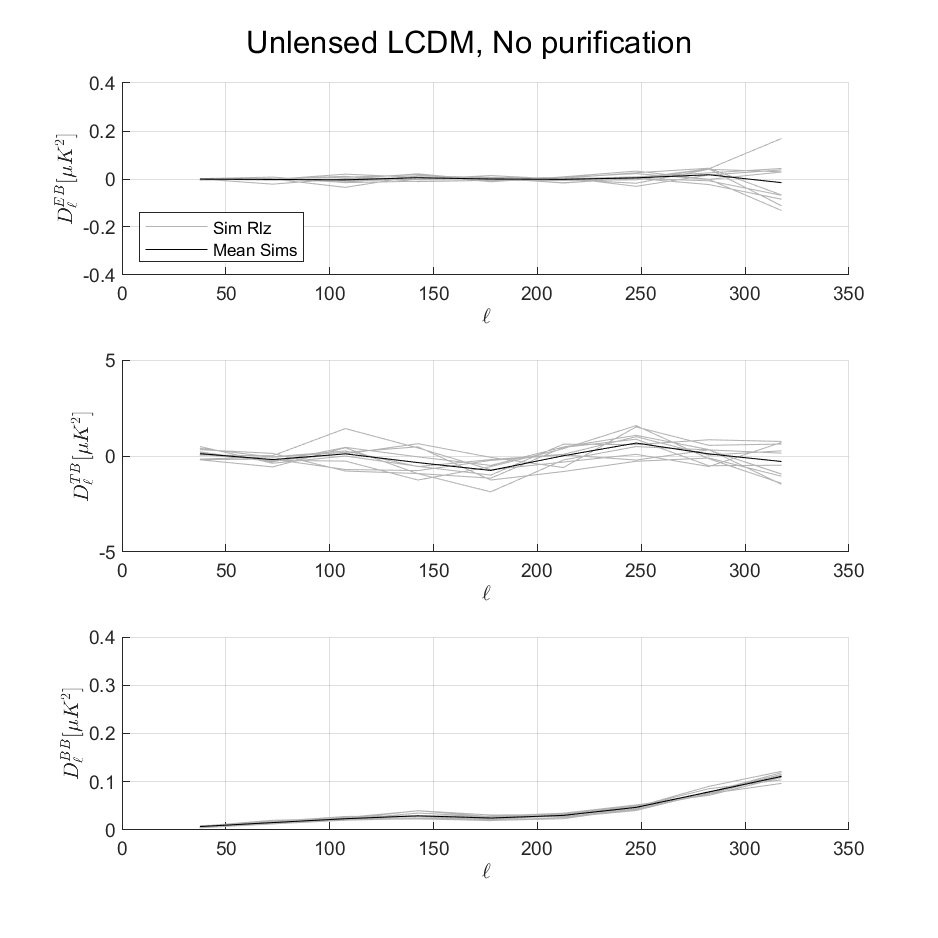 Unlensed LCDM, No purification
0.4
0.2
0
-0.2
-0.4
D_ℓ^{EB}[μK^2]
Sim Rlz
Mean Sims
0 50 100 150 200 250 300 350
ℓ
5
0
-5
D_ℓ^{TB}[μK^2]
0 50 100 150 200 250 300 350
ℓ
0.4
0.3
0.2
0.1
0
D_ℓ^{BB}[μK^2]
0 50 100 150 200 250 300 350
ℓ